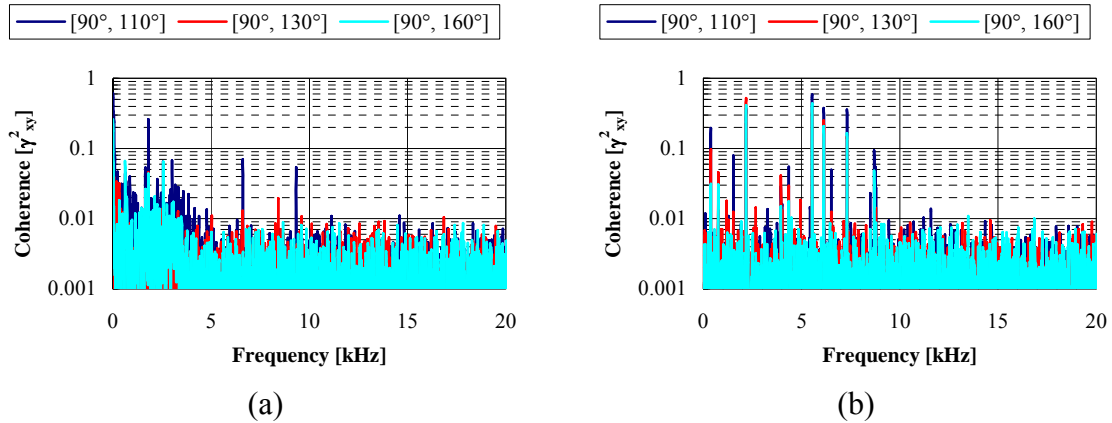 [90°, 110°] [90°, 130°] [90°, 160°]
1
0.1
0.01
0.001
Coherence [γ²xy]
0 5 10 15 20
Frequency [kHz]
(a)
[90°, 110°] [90°, 130°] [90°, 160°]
1
0.1
0.01
0.001
Coherence [γ²xy]
0 5 10 15 20
Frequency [kHz]
(b)